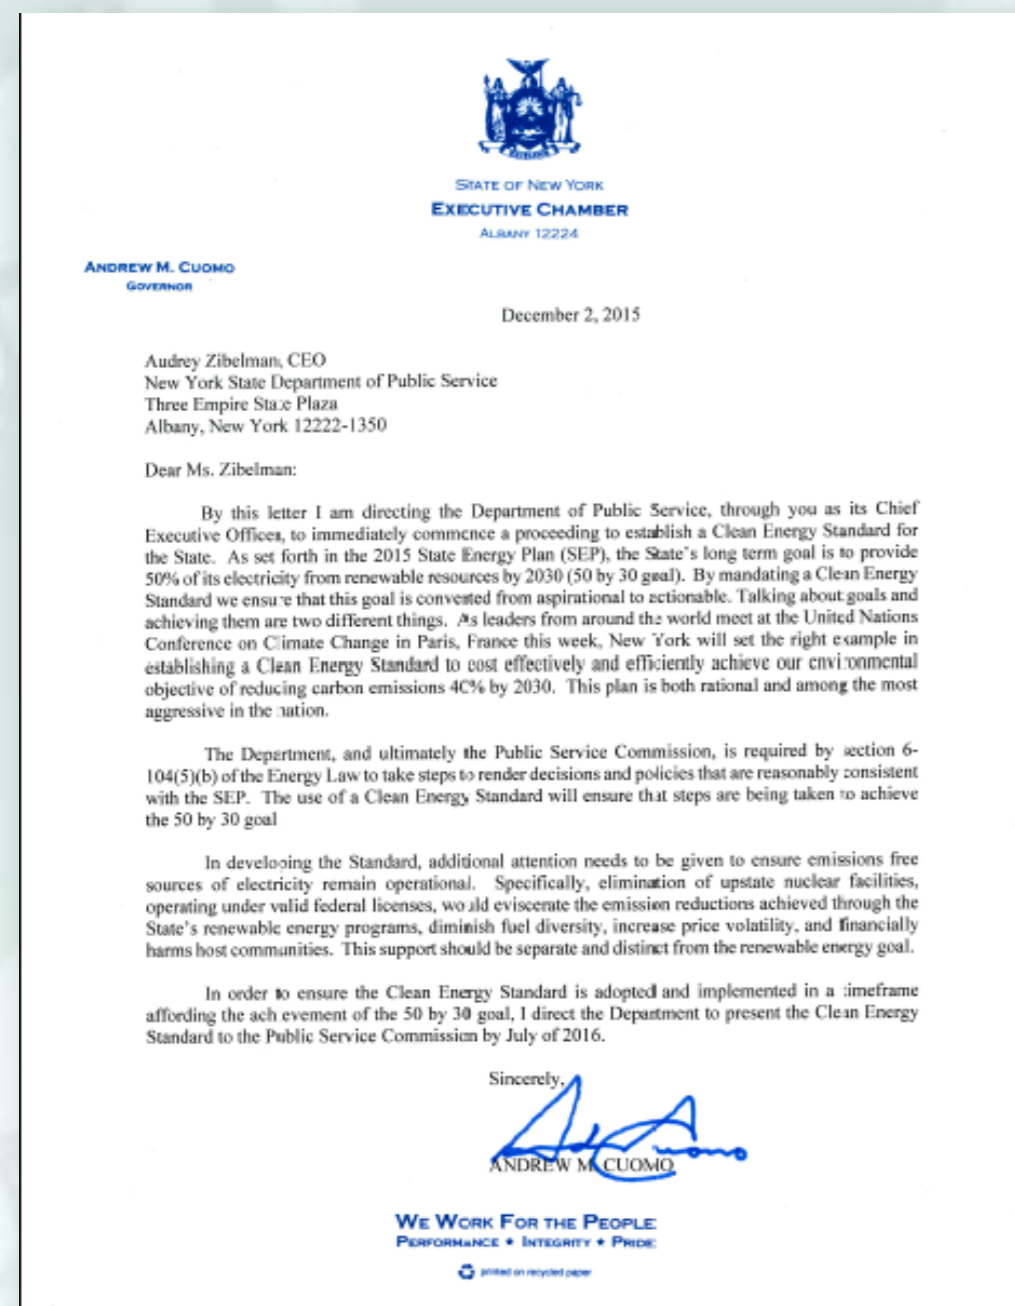 STATE OF NEW YORK
EXECUTIVE CHAMBER
ALBANY 12224
ANDREW M. CUOMO
GOVERNOR
December 2, 2015
Audrey Zibelman, CEO
New York State Department of Public Service
Three Empire State Plaza
Albany, New York 12222-1350
Dear Ms. Zibelman:
By this letter I am directing the Department of Public Service, through you as its Chief
Executive Offices, to immediately commence a proceeding to establish a Clean Energy Standard for
the State. As set forth in the 2015 State Energy Plan (SEP), the State's long term goal is to provide
50% of its electricity from renewable resources by 2030 (50 by 30 goal). By mandating a Clean Energy
Standard we ensure that this goal is converted from aspirational to actionable. Talking about goals and
achieving them are two different things. As leaders from around the world meet at the United Nations
Conference on Climate Change in Paris, France this week, New York will set the right example in
establishing a Clean Energy Standard to cost effectively and efficiently achieve our environmental
objective of reducing carbon emissions 40% by 2030. This plan is both rational and among the most
aggressive in the nation.
The Department, and ultimately the Public Service Commission, is required by section 6-
104(5)(b) of the Energy Law to take steps to render decisions and policies that are reasonably consistent
with the SEP. The use of a Clean Energy Standard will ensure that steps are being taken to achieve
the 50 by 30 goal
In developing the Standard, additional attention needs to be given to ensure emissions free
sources of electricity remain operational. Specifically, elimination of upstate nuclear facilities,
operating under valid federal licenses, would eviscerate the emission reductions achieved through the
State's renewable energy programs, diminish fuel diversity, increase price volatility, and financially
harms host communities. This support should be separate and distinct from the renewable energy goal.
In order to ensure the Clean Energy Standard is adopted and implemented in a timeframe
affording the achievement of the 50 by 30 goal, I direct the Department to present the Clean Energy
Standard to the Public Service Commission by July of 2016.
Sincerely,
ANDREW M. CUOMO
WE WORK FOR THE PEOPLE
PERFORMANCE ★ INTEGRITY ★ PRIDE
printed on recycled paper